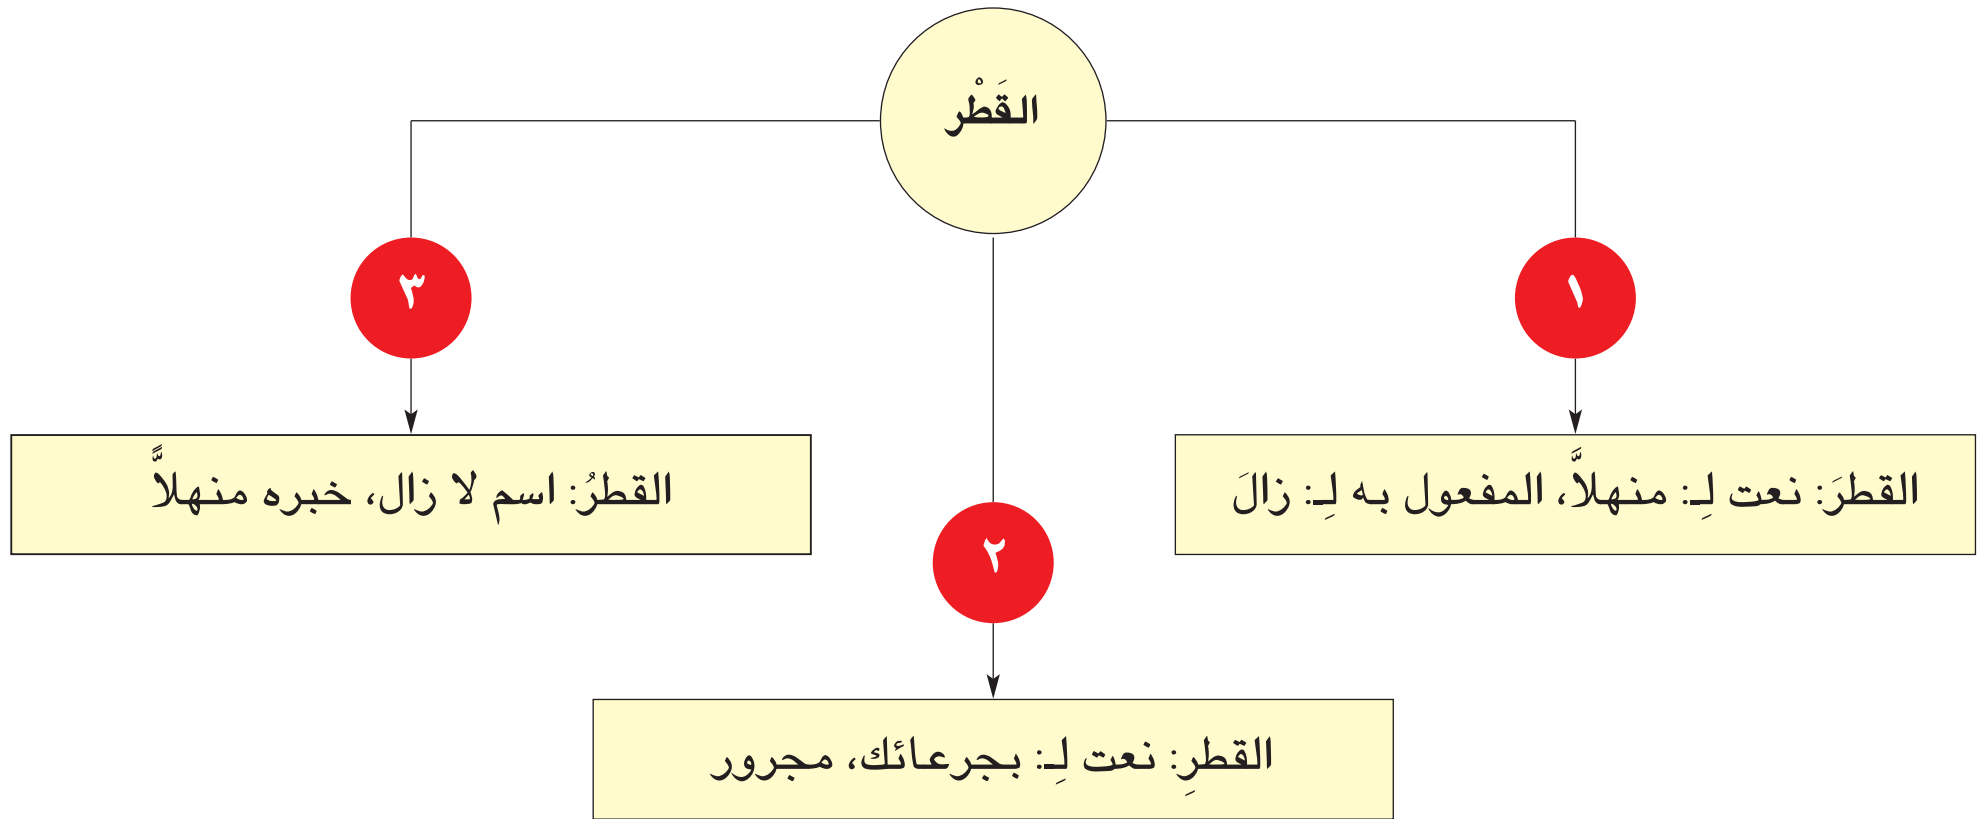 القَطْر
١
القطرَ: نعت لِـ: منهلاًّ، المفعول به لِـ: زالَ
٢
القطرِ: نعت لِـ: بجرعائك، مجرور
٣
القطرُ: اسم لا زال، خبره منهلاًّ